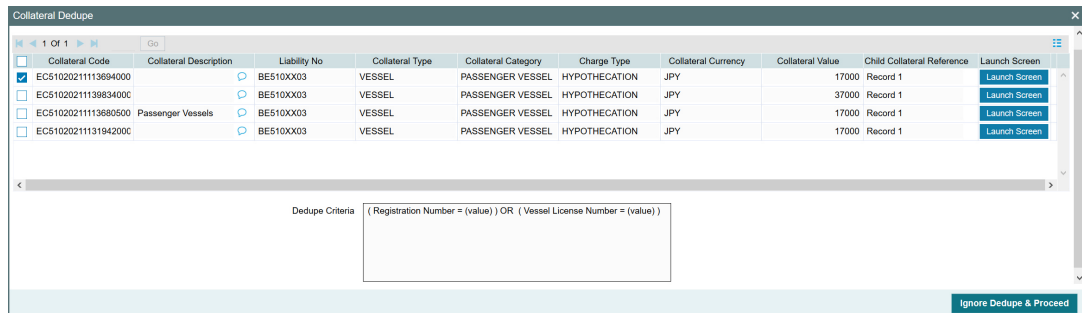 Collateral Dedupe
1 Of 1 Go
Collateral Code Collateral Description Liability No Collateral Type Collateral Category Charge Type Collateral Currency Collateral Value Child Collateral Reference Launch Screen
EC51020211113694000 BE510XX03 VESSEL PASSENGER VESSEL HYPOTHECATION JPY 17000 Record 1 Launch Screen
EC5102021113983400C BE510XX03 VESSEL PASSENGER VESSEL HYPOTHECATION JPY 37000 Record 1 Launch Screen
EC51020211113680500 Passenger Vessels BE510XX03 VESSEL PASSENGER VESSEL HYPOTHECATION JPY 17000 Record 1 Launch Screen
EC5102021113194200C BE510XX03 VESSEL PASSENGER VESSEL HYPOTHECATION JPY 17000 Record 1 Launch Screen
Dedupe Criteria ( Registration Number = (value) ) OR ( Vessel License Number = (value) )
Ignore Dedupe & Proceed